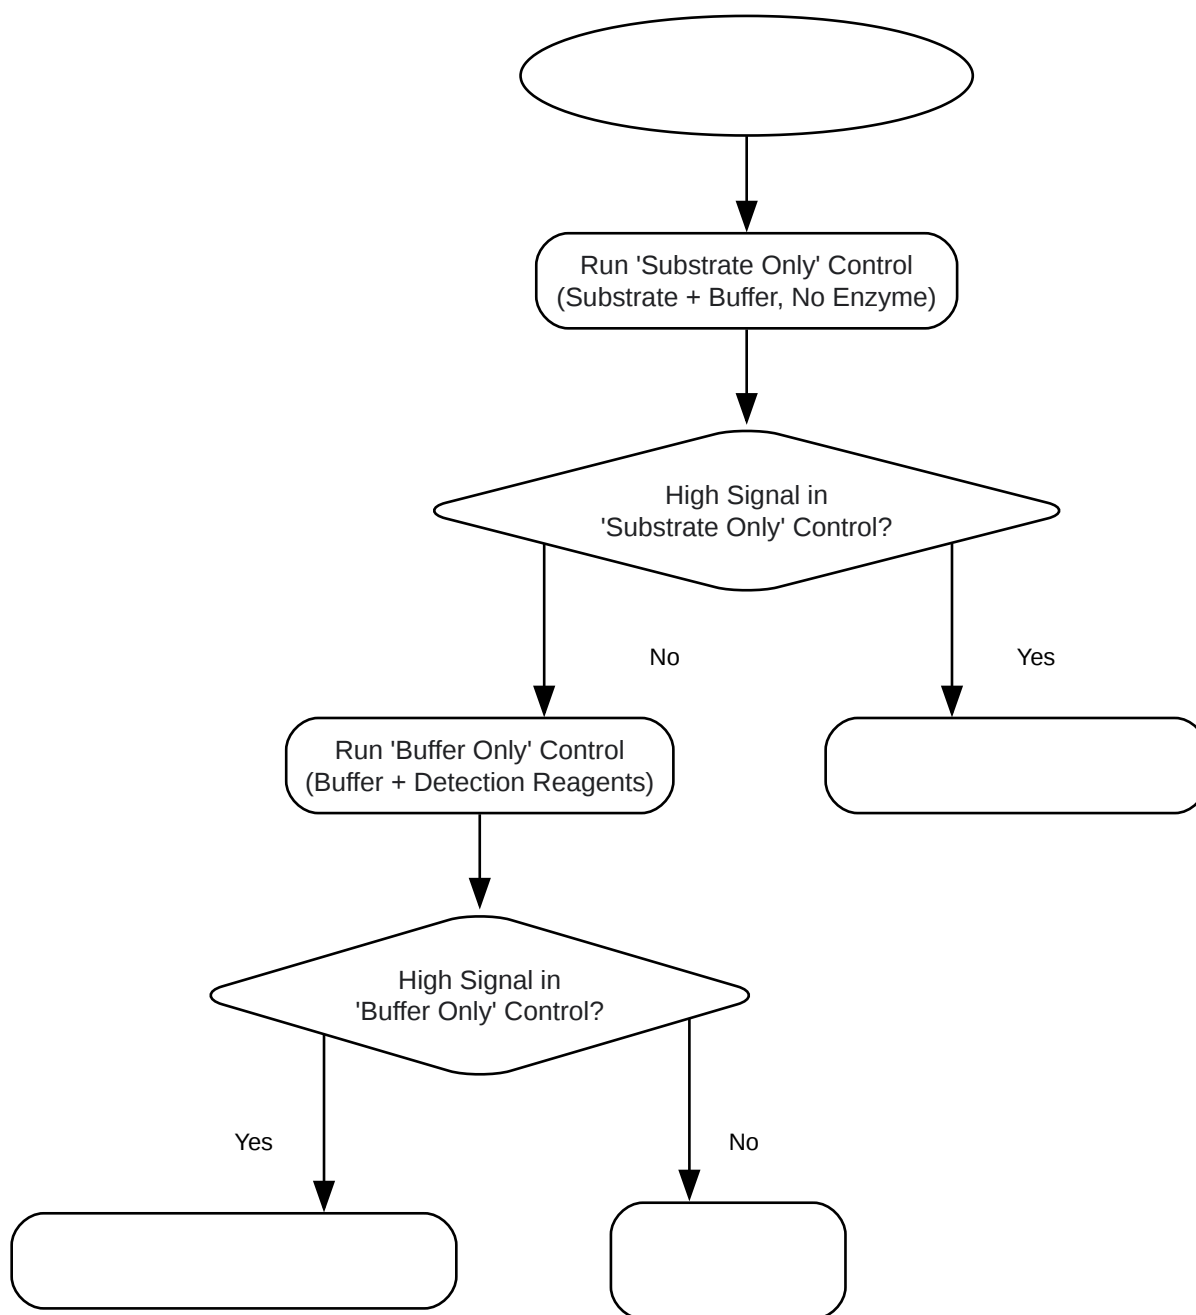 Run 'Substrate Only' Control
(Substrate + Buffer, No Enzyme)
High Signal in
'Substrate Only' Control?
No
Yes
Run 'Buffer Only' Control
(Buffer + Detection Reagents)
High Signal in
'Buffer Only' Control?
Yes
No